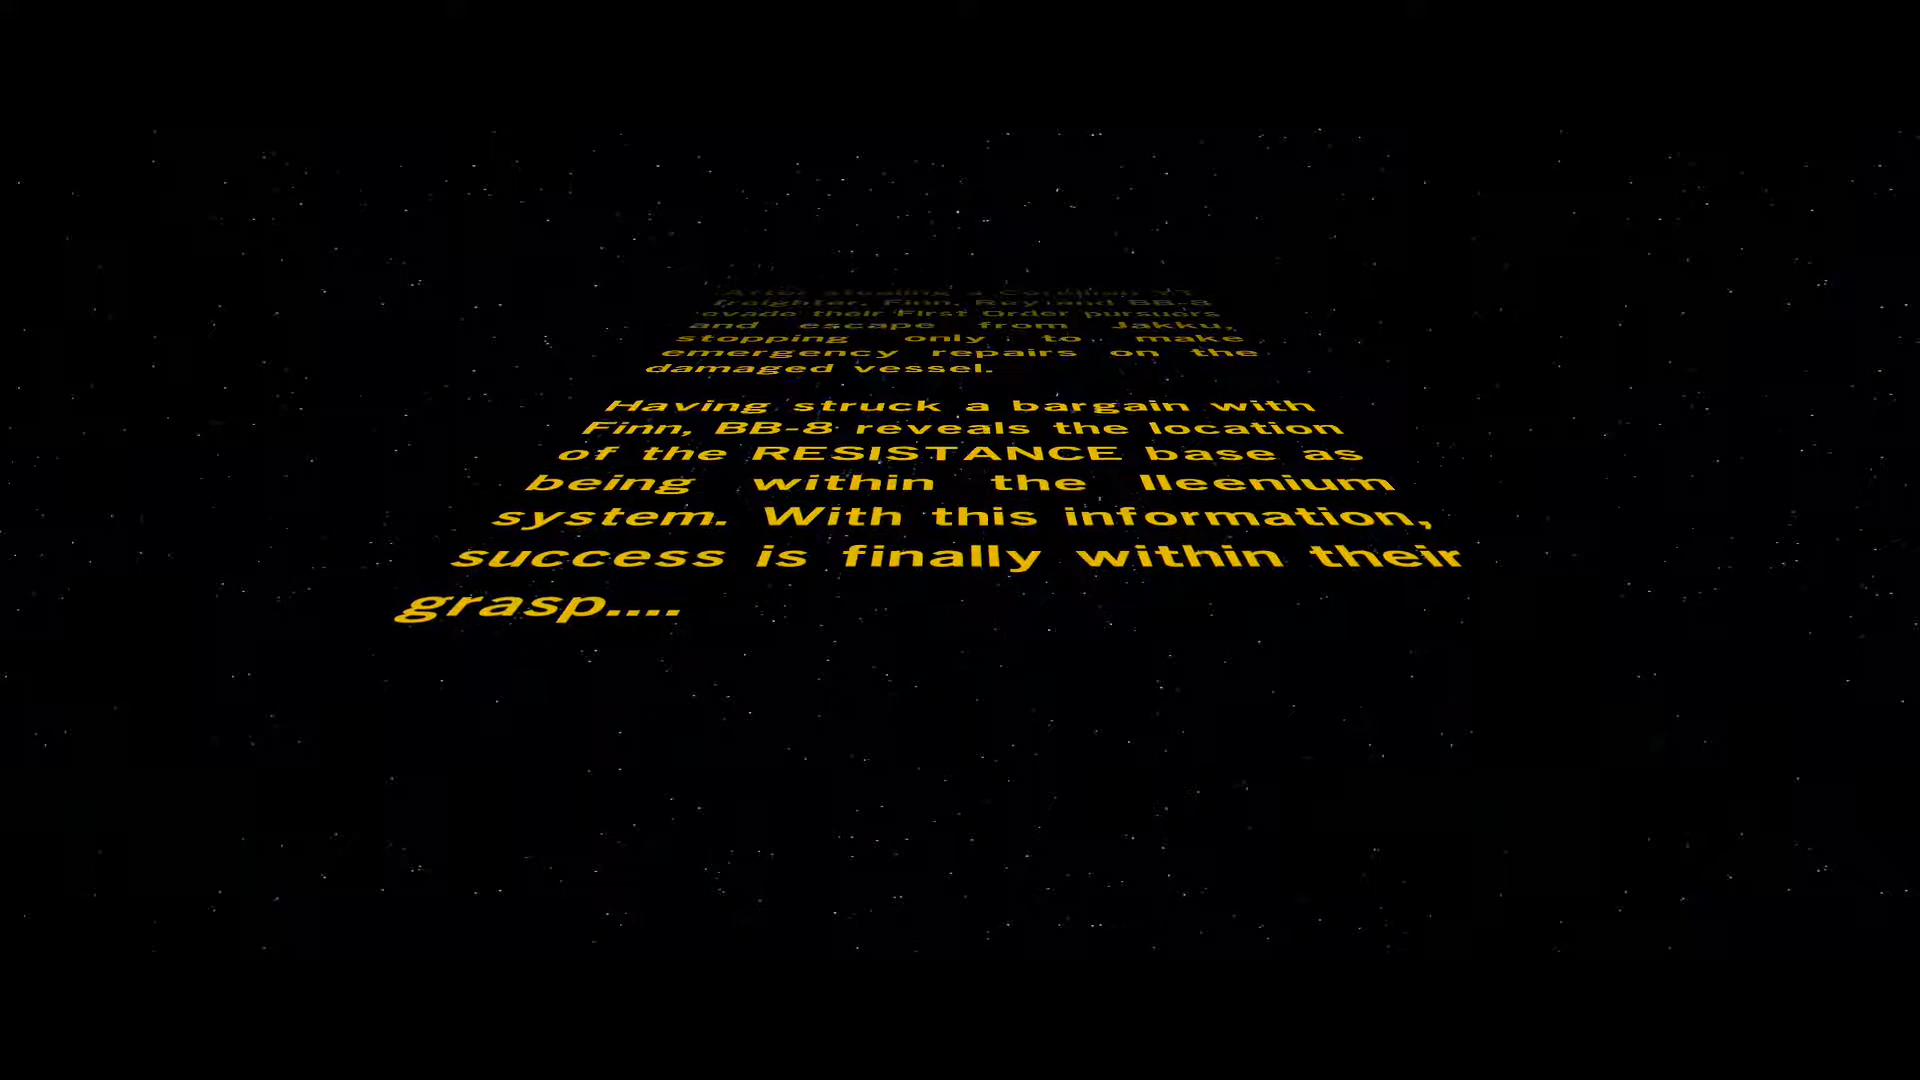 After stealing a Corellian YT
freighter, Finn, Rey and BB-8
evade their First Order pursuers
and escape from Jakku,
stopping only to make
emergency repairs on the
damaged vessel.
Having struck a bargain with
Finn, BB-8 reveals the location
of the RESISTANCE base as
being within the Ileenium
system. With this information,
success is finally within their
grasp....